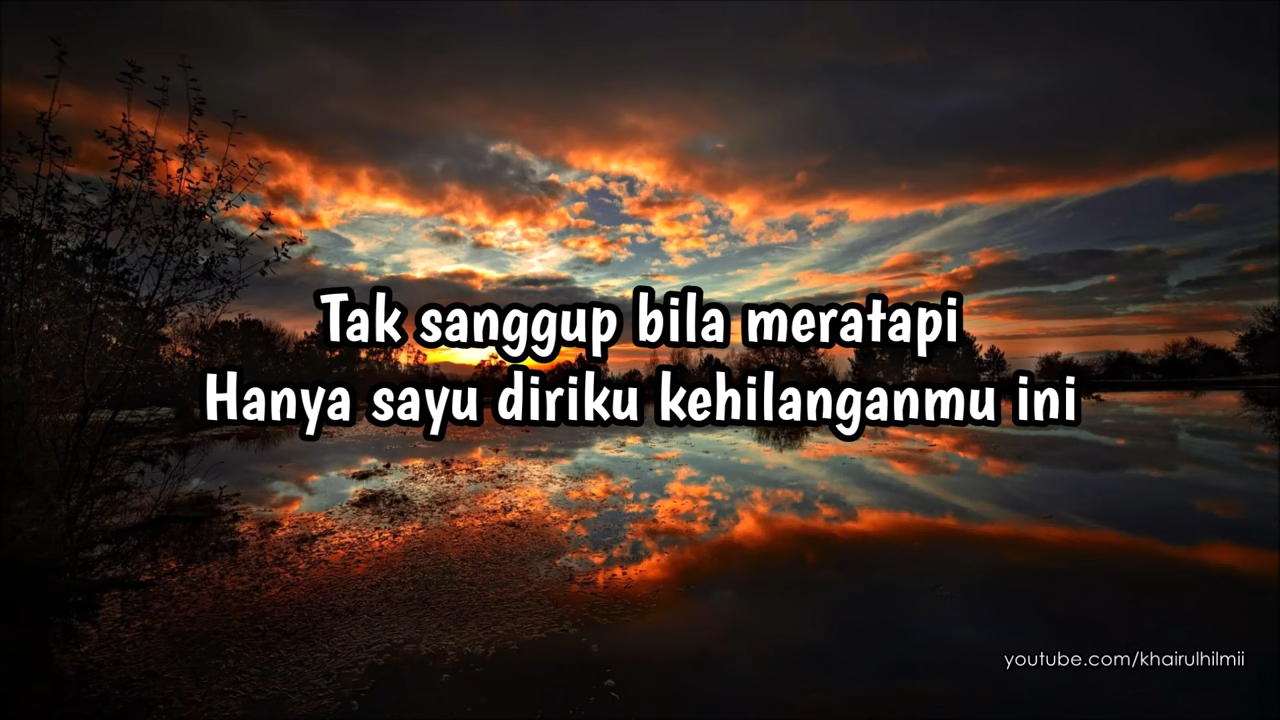 Tak sanggup bila meratapi
Hanya sayu diriku kehilanganmu ini
youtube.com/khairulhilmii